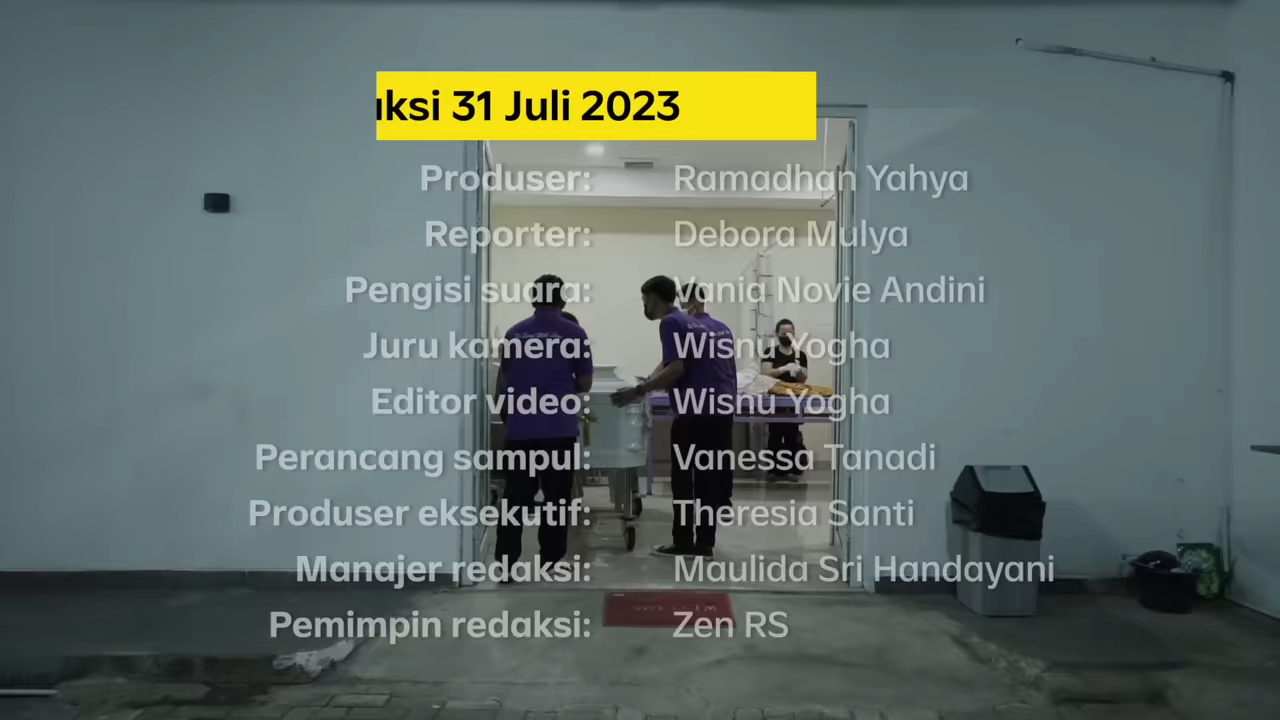 uksi 31 Juli 2023
Produser: Ramadhan Yahya
Reporter: Debora Mulya
Pengisi suara: Vania Novie Andini
Juru kamera: Wisnu Yogha
Editor video: Wisnu Yogha
Perancang sampul: Vanessa Tanadi
Produser eksekutif: Theresia Santi
Manajer redaksi: Maulida Sri Handayani
Pemimpin redaksi: Zen RS